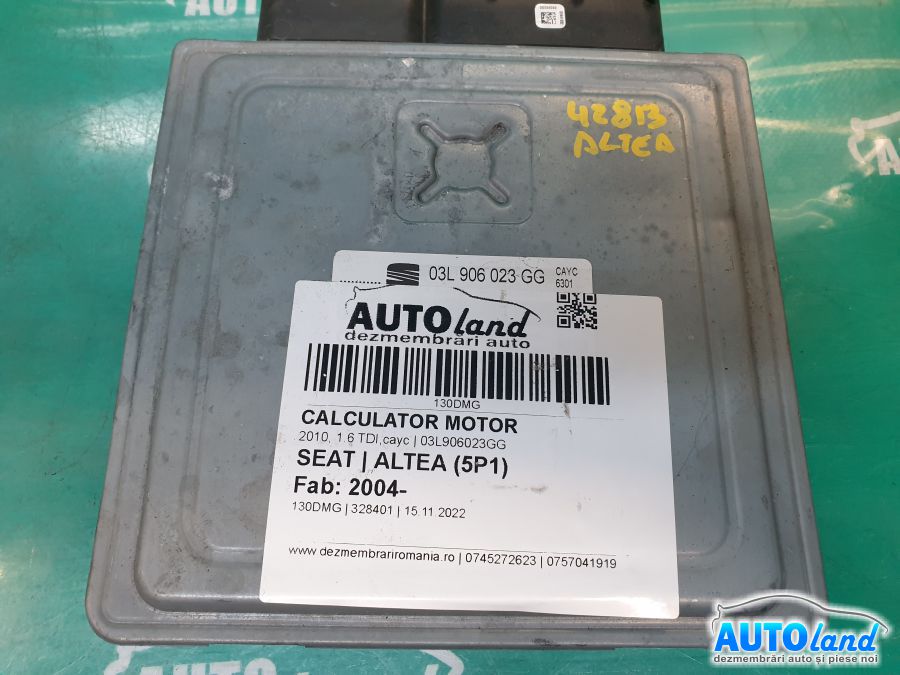 42813
ALTEA
03L 906 023 GG
CAYC
6301
AUTOland
dezmembrări auto
130DMG
CALCULATOR MOTOR
2010, 1.6 TDI,cayc | 03L906023GG
SEAT | ALTEA (5P1)
Fab: 2004-
130DMG | 328401 | 15 11 2022
www.dezmembrariromania.ro | 0745272623 | 0757041919
AUTOland
dezmembrări auto și piese noi